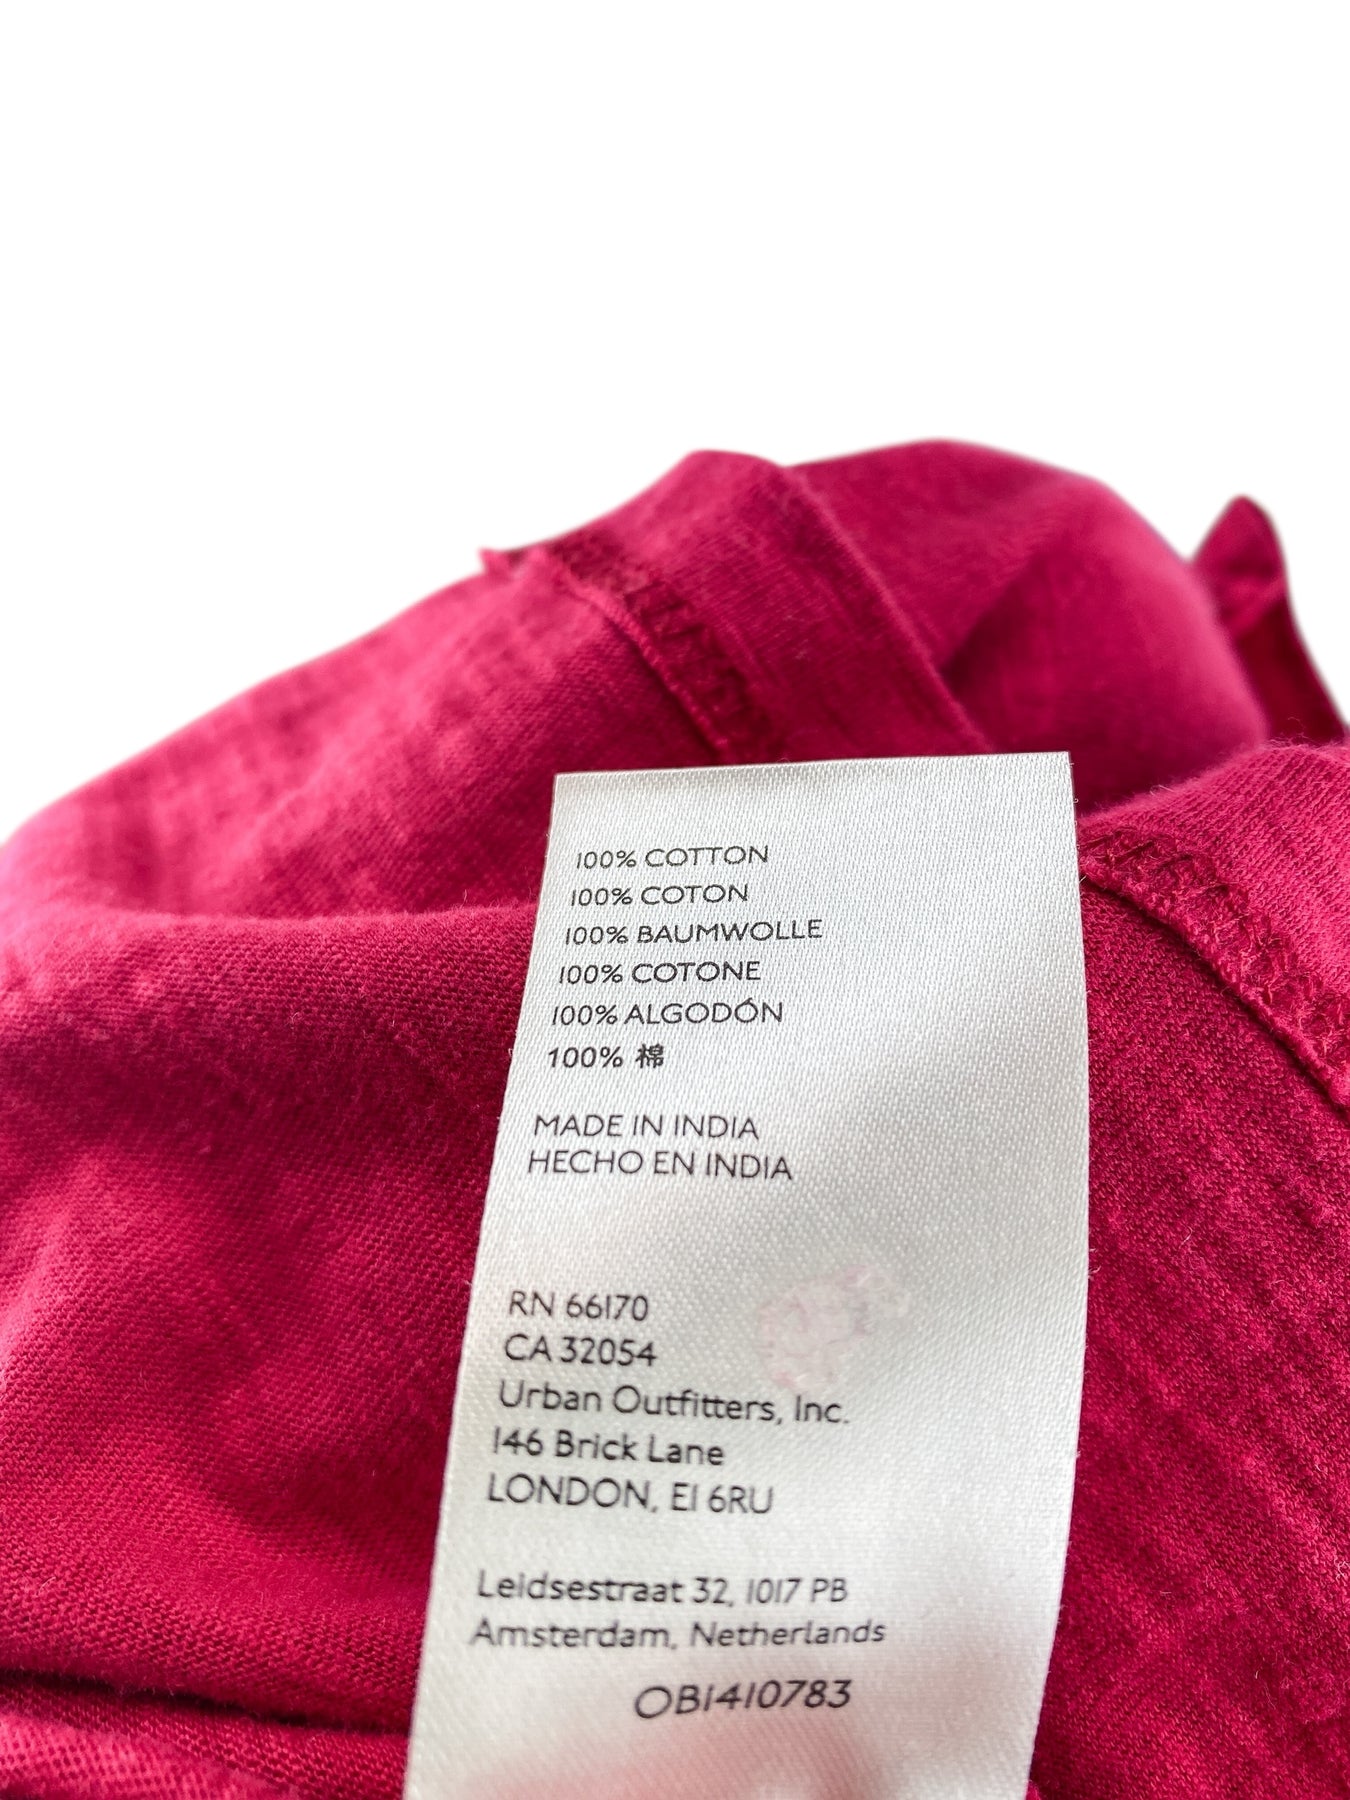 100% COTTON
100% COTON
100% BAUMWOLLE
100% COTONE
100% ALGODÓN
100% 棉
MADE IN INDIA
HECHO EN INDIA
RN 66170
CA 32054
Urban Outfitters, Inc.
146 Brick Lane
LONDON, E1 6RU
Leidsestraat 32, 1017 PB
Amsterdam, Netherlands
OB1410783